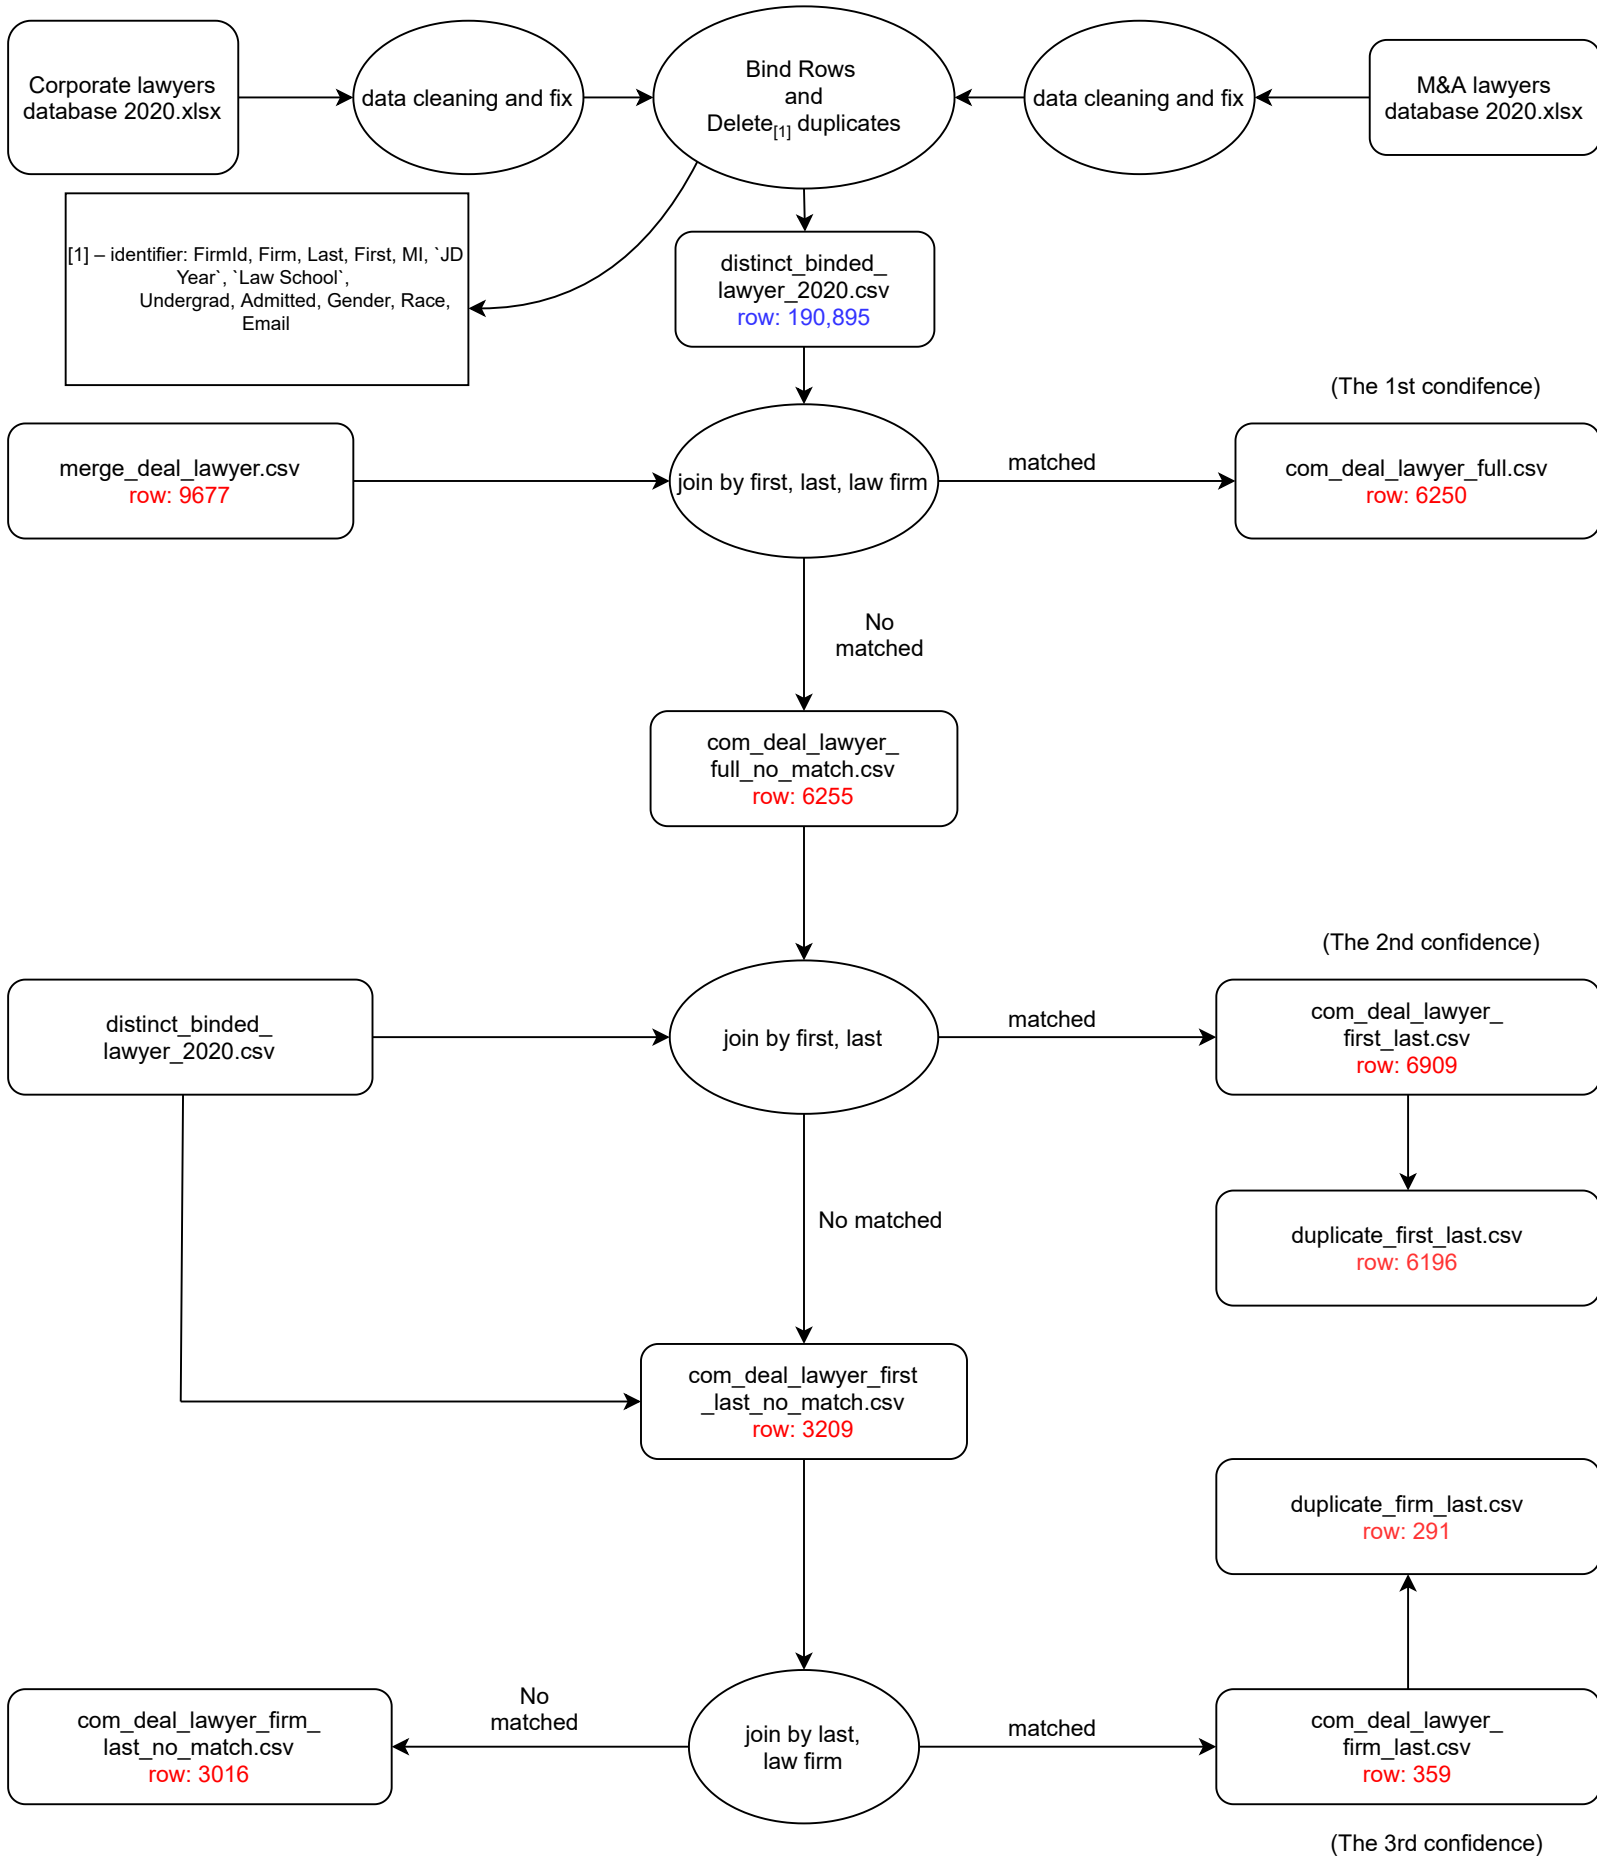 Corporate lawyers
database 2020.xlsx
data cleaning and fix
Bind Rows
and
Delete[1] duplicates
data cleaning and fix
M&A lawyers
database 2020.xlsx
[1] – identifier: FirmId, Firm, Last, First, MI, `JD
Year`, `Law School`,
Undergrad, Admitted, Gender, Race,
Email
distinct_binded_
lawyer_2020.csv
row: 190,895
(The 1st condifence)
merge_deal_lawyer.csv
row: 9677
join by first, last, law firm
matched
com_deal_lawyer_full.csv
row: 6250
No
matched
com_deal_lawyer_
full_no_match.csv
row: 6255
(The 2nd confidence)
distinct_binded_
lawyer_2020.csv
join by first, last
matched
com_deal_lawyer_
first_last.csv
row: 6909
No matched
duplicate_first_last.csv
row: 6196
com_deal_lawyer_first
_last_no_match.csv
row: 3209
duplicate_firm_last.csv
row: 291
com_deal_lawyer_firm_
last_no_match.csv
row: 3016
No
matched
join by last,
law firm
matched
com_deal_lawyer_
firm_last.csv
row: 359
(The 3rd confidence)